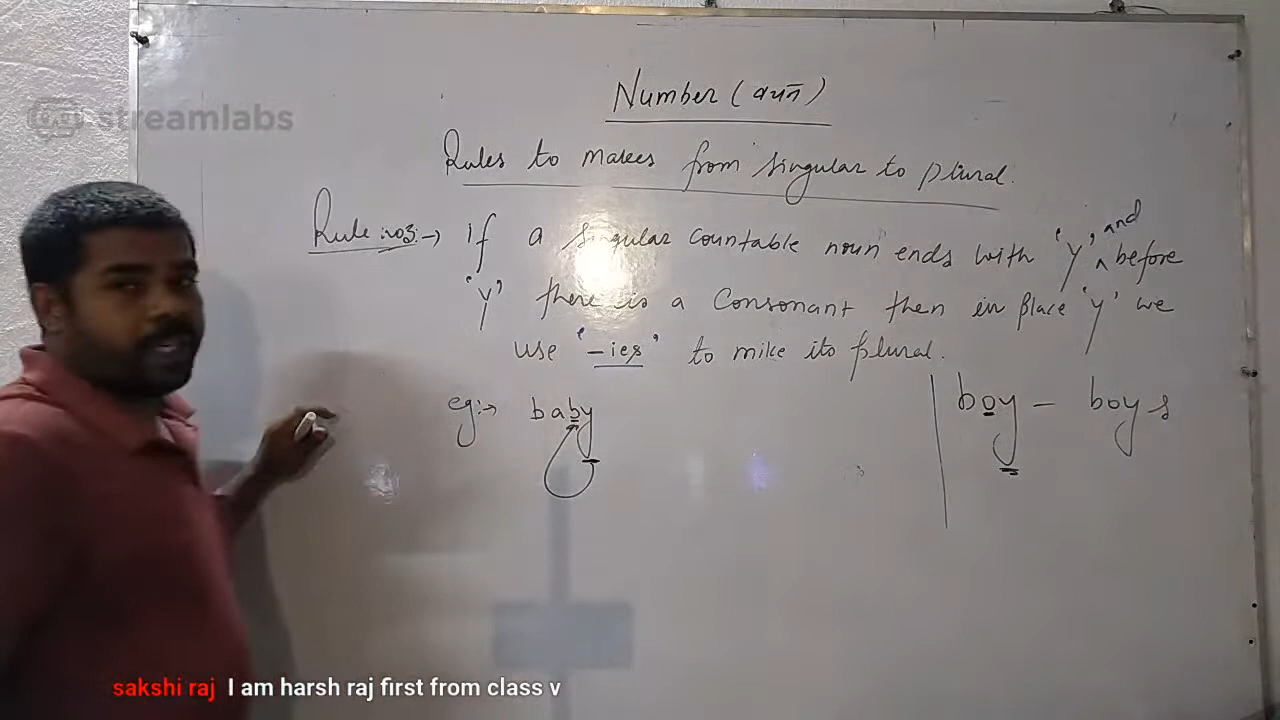 streamlabs
Number (वचन)
Rules to makes from singular to plural.
Rule no3:→ If a singular countable noun ends with 'y', and before
'y' there is a consonant then in place 'y' we
use '-ies' to mike its plural.
eg:→ baby
boy - boys
sakshi raj I am harsh raj first from class v